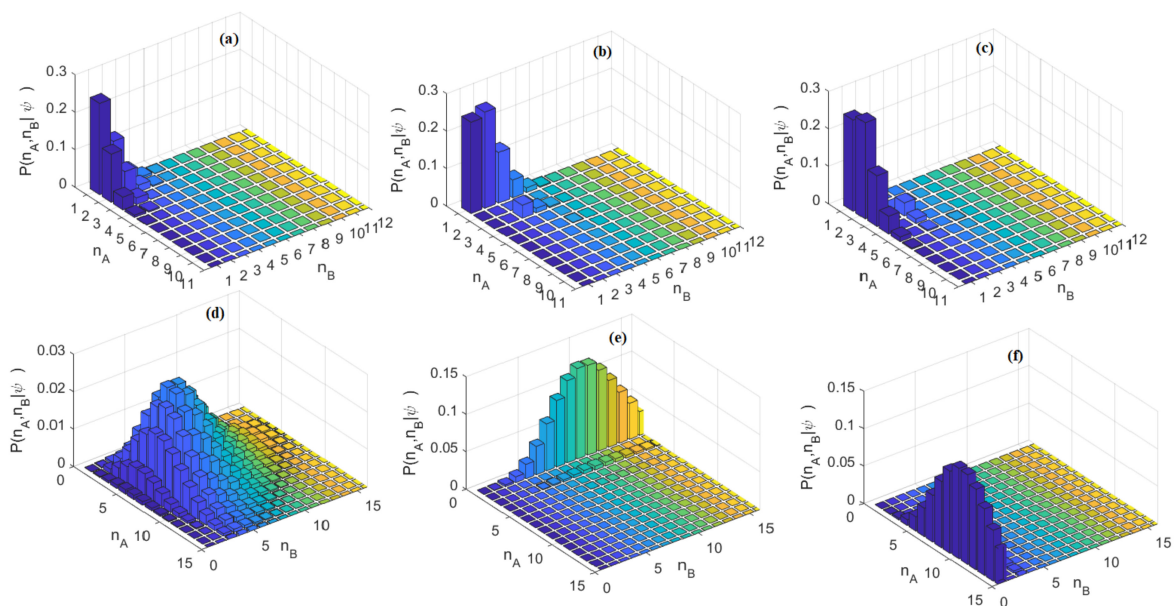 (a)
0.3
0.2
0.1
0
P(n_A,n_B|ψ )
1 2 3 4 5 6 7 8 9 10 11
n_A
1 2 3 4 5 6 7 8 9 10 11 12
n_B
(b)
0.3
0.2
0.1
0
P(n_A,n_B|ψ )
1 2 3 4 5 6 7 8 9 10 11
n_A
1 2 3 4 5 6 7 8 9 10 11 12
n_B
(c)
0.3
0.2
0.1
0
P(n_A,n_B|ψ )
1 2 3 4 5 6 7 8 9 10 11
n_A
1 2 3 4 5 6 7 8 9 10 11 12
n_B
(d)
0.03
0.02
0.01
0
P(n_A,n_B|ψ )
0 5 10 15
n_A
0 5 10 15
n_B
(e)
0.15
0.1
0.05
0
P(n_A,n_B|ψ )
0 5 10 15
n_A
0 5 10 15
n_B
(f)
0.15
0.1
0.05
0
P(n_A,n_B|ψ )
0 5 10 15
n_A
0 5 10 15
n_B